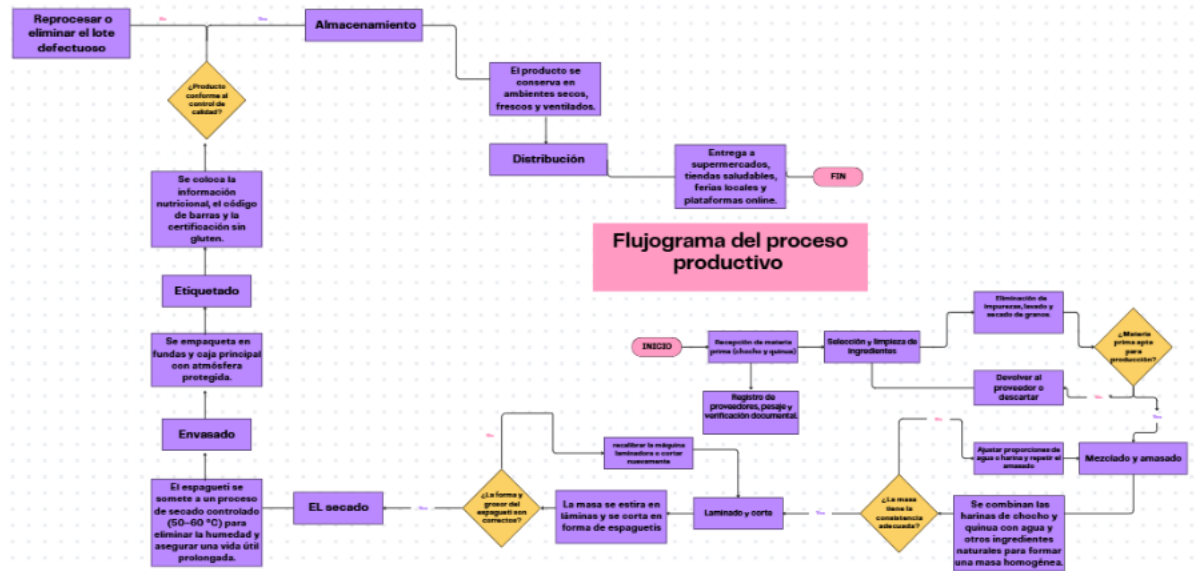 Reprocesar o
eliminar el lote
defectuoso
No
Yes
Almacenamiento
¿Producto
conforme al
control de
calidad?
El producto se
conserva en
ambientes secos,
frescos y ventilados.
Distribución
Entrega a
supermercados,
tiendas saludables,
ferias locales y
plataformas online.
FIN
Se coloca la
información
nutricional, el código
de barras y la
certificación sin
gluten.
Etiquetado
Se empaqueta en
fundas y caja principal
con atmósfera
protegida.
Envasado
El espagueti se
somete a un proceso
de secado controlado
(50–60 °C) para
eliminar la humedad y
asegurar una vida útil
prolongada.
Flujograma del proceso
productivo
INICIO
Recepción de materia
prima (chocho y quinua)
Registro de
proveedores, pesaje y
verificación documental.
Selección y limpieza de
ingredientes
Eliminación de
impurezas, lavado y
secado de granos
¿Materia
prima apta
para
producción?
Devolver al
proveedor o
descartar
No
Yes
Mezclado y amasado
No
Ajustar proporciones de
agua o harina y repetir el
amasado
Se combinan las
harinas de chocho y
quinua con agua y
otros ingredientes
naturales para formar
una masa homogénea.
¿La masa
tiene la
consistencia
adecuada?
Yes
Laminado y corte
No
recalibrar la máquina
laminadora o cortar
nuevamente
La masa se estira en
láminas y se corta en
forma de espaguetis
¿La forma y
grosor del
espagueti son
correctos?
Yes
EL secado